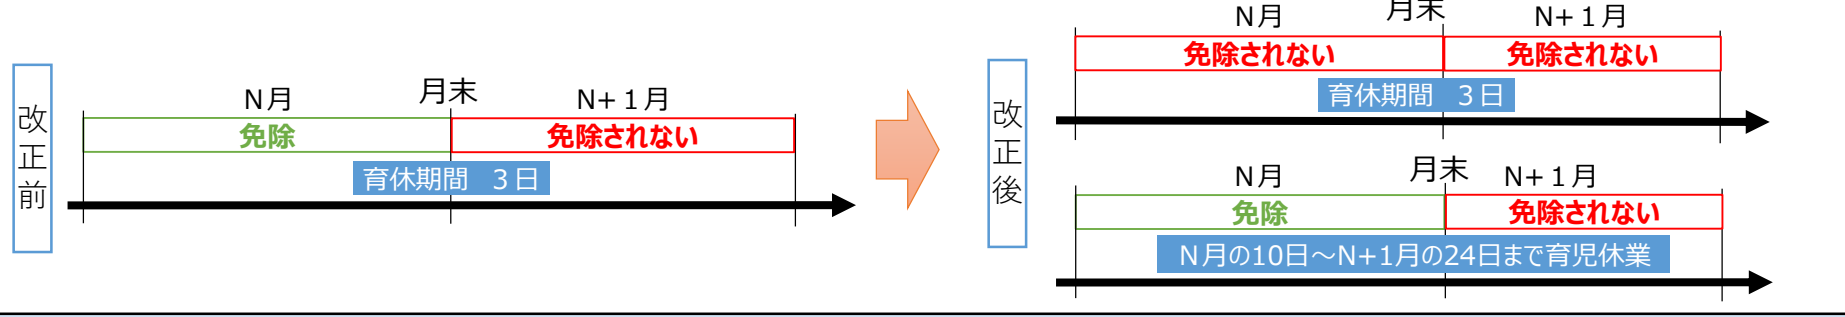 改正前
N月 月末 N+１月
免除 免除されない
育休期間　３日
改正後
N月 月末 N+１月
免除されない 免除されない
育休期間　３日
N月 月末 N+１月
免除 免除されない
N月の10日～N+1月の24日まで育児休業